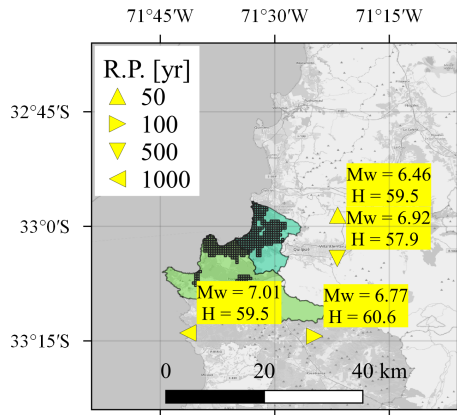 71°45′W 71°30′W 71°15′W
R.P. [yr]
50
100
500
1000
32°45′S
33°0′S
33°15′S
Mw = 6.46
H = 59.5
Mw = 6.92
H = 57.9
Mw = 7.01
H = 59.5
Mw = 6.77
H = 60.6
0 20 40 km